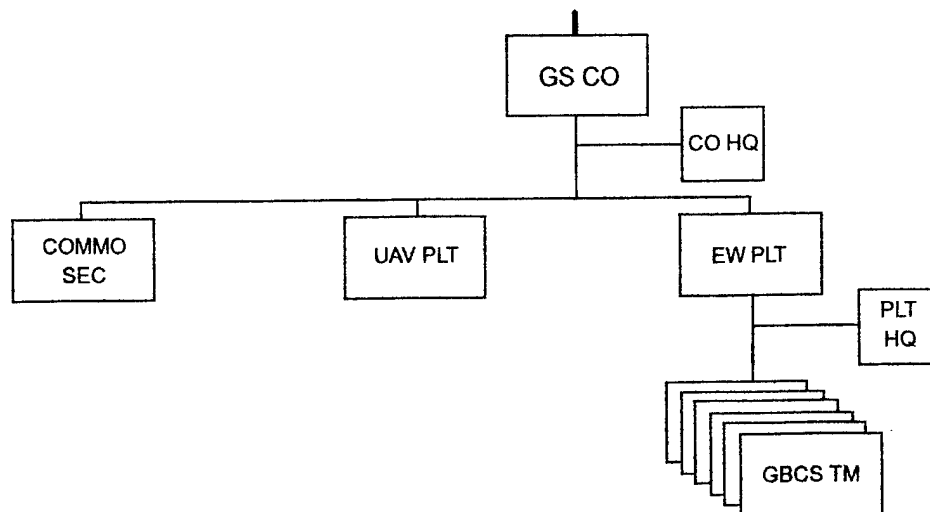 GS CO
CO HQ
COMMO
SEC
UAV PLT
EW PLT
PLT
HQ
GBCS TM